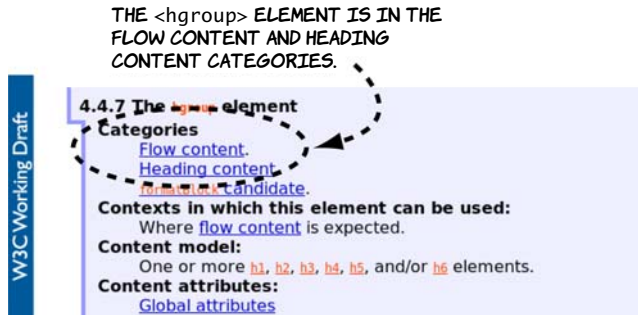 THE <hgroup> ELEMENT IS IN THE
FLOW CONTENT AND HEADING
CONTENT CATEGORIES.
W3C Working Draft
4.4.7 The hgroup element
Categories
Flow content.
Heading content.
formatBlock candidate.
Contexts in which this element can be used:
Where flow content is expected.
Content model:
One or more h1, h2, h3, h4, h5, and/or h6 elements.
Content attributes:
Global attributes